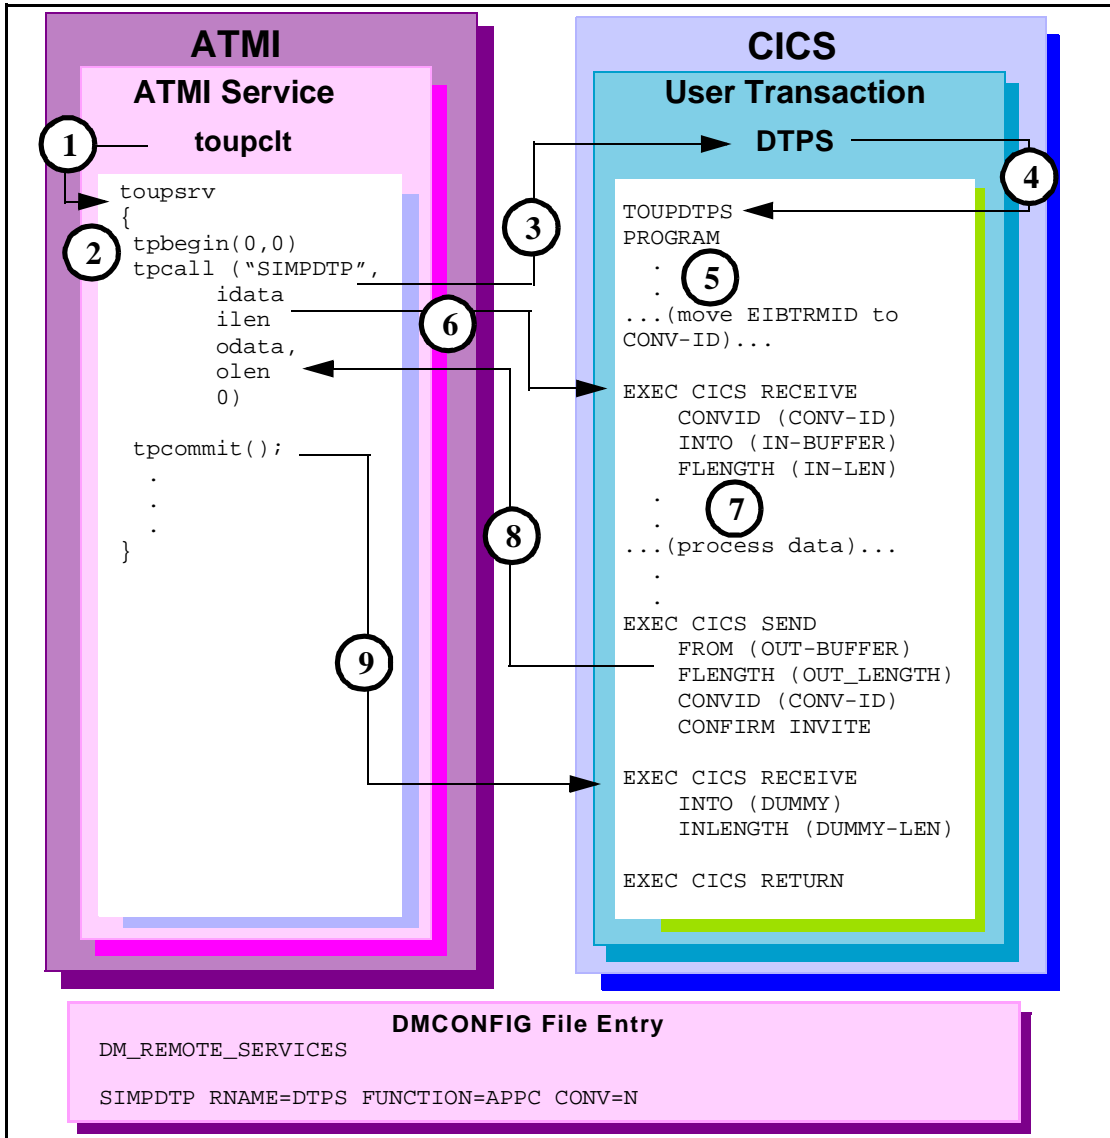 ATMI
ATMI Service
toupclt
1
toupsrv
{
2
tpbegin(0,0)
tpcall (“SIMPDTP”,
idata
ilen
odata,
olen
0)
tpcommit();
.
.
.
}
3
6
8
9
CICS
User Transaction
DTPS
4
TOUPDTPS
PROGRAM
.
5
.
...(move EIBTRMID to
CONV-ID)...
EXEC CICS RECEIVE
CONVID (CONV-ID)
INTO (IN-BUFFER)
FLENGTH (IN-LEN)
.
7
.
...(process data)...
.
.
EXEC CICS SEND
FROM (OUT-BUFFER)
FLENGTH (OUT_LENGTH)
CONVID (CONV-ID)
CONFIRM INVITE
EXEC CICS RECEIVE
INTO (DUMMY)
INLENGTH (DUMMY-LEN)
EXEC CICS RETURN
DMCONFIG File Entry
DM_REMOTE_SERVICES
SIMPDTP RNAME=DTPS FUNCTION=APPC CONV=N